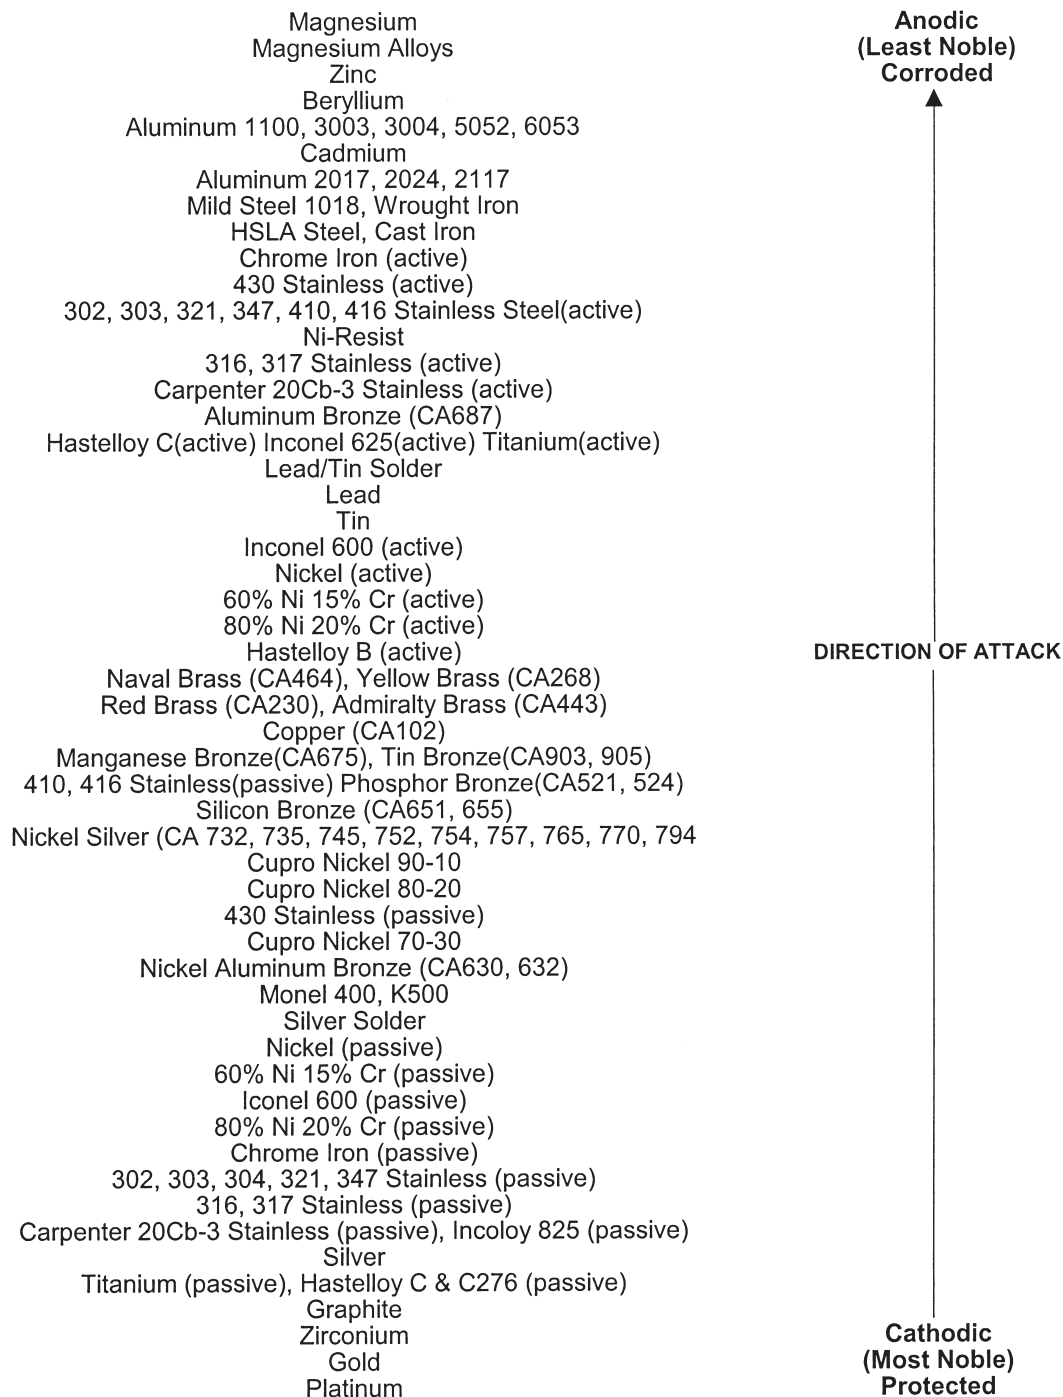 Magnesium
Magnesium Alloys
Zinc
Beryllium
Aluminum 1100, 3003, 3004, 5052, 6053
Cadmium
Aluminum 2017, 2024, 2117
Mild Steel 1018, Wrought Iron
HSLA Steel, Cast Iron
Chrome Iron (active)
430 Stainless (active)
302, 303, 321, 347, 410, 416 Stainless Steel(active)
Ni-Resist
316, 317 Stainless (active)
Carpenter 20Cb-3 Stainless (active)
Aluminum Bronze (CA687)
Hastelloy C(active) Inconel 625(active) Titanium(active)
Lead/Tin Solder
Lead
Tin
Inconel 600 (active)
Nickel (active)
60% Ni 15% Cr (active)
80% Ni 20% Cr (active)
Hastelloy B (active)
Naval Brass (CA464), Yellow Brass (CA268)
Red Brass (CA230), Admiralty Brass (CA443)
Copper (CA102)
Manganese Bronze(CA675), Tin Bronze(CA903, 905)
410, 416 Stainless(passive) Phosphor Bronze(CA521, 524)
Silicon Bronze (CA651, 655)
Nickel Silver (CA 732, 735, 745, 752, 754, 757, 765, 770, 794
Cupro Nickel 90-10
Cupro Nickel 80-20
430 Stainless (passive)
Cupro Nickel 70-30
Nickel Aluminum Bronze (CA630, 632)
Monel 400, K500
Silver Solder
Nickel (passive)
60% Ni 15% Cr (passive)
Iconel 600 (passive)
80% Ni 20% Cr (passive)
Chrome Iron (passive)
302, 303, 304, 321, 347 Stainless (passive)
316, 317 Stainless (passive)
Carpenter 20Cb-3 Stainless (passive), Incoloy 825 (passive)
Silver
Titanium (passive), Hastelloy C & C276 (passive)
Graphite
Zirconium
Gold
Platinum
Anodic
(Least Noble)
Corroded
DIRECTION OF ATTACK
Cathodic
(Most Noble)
Protected